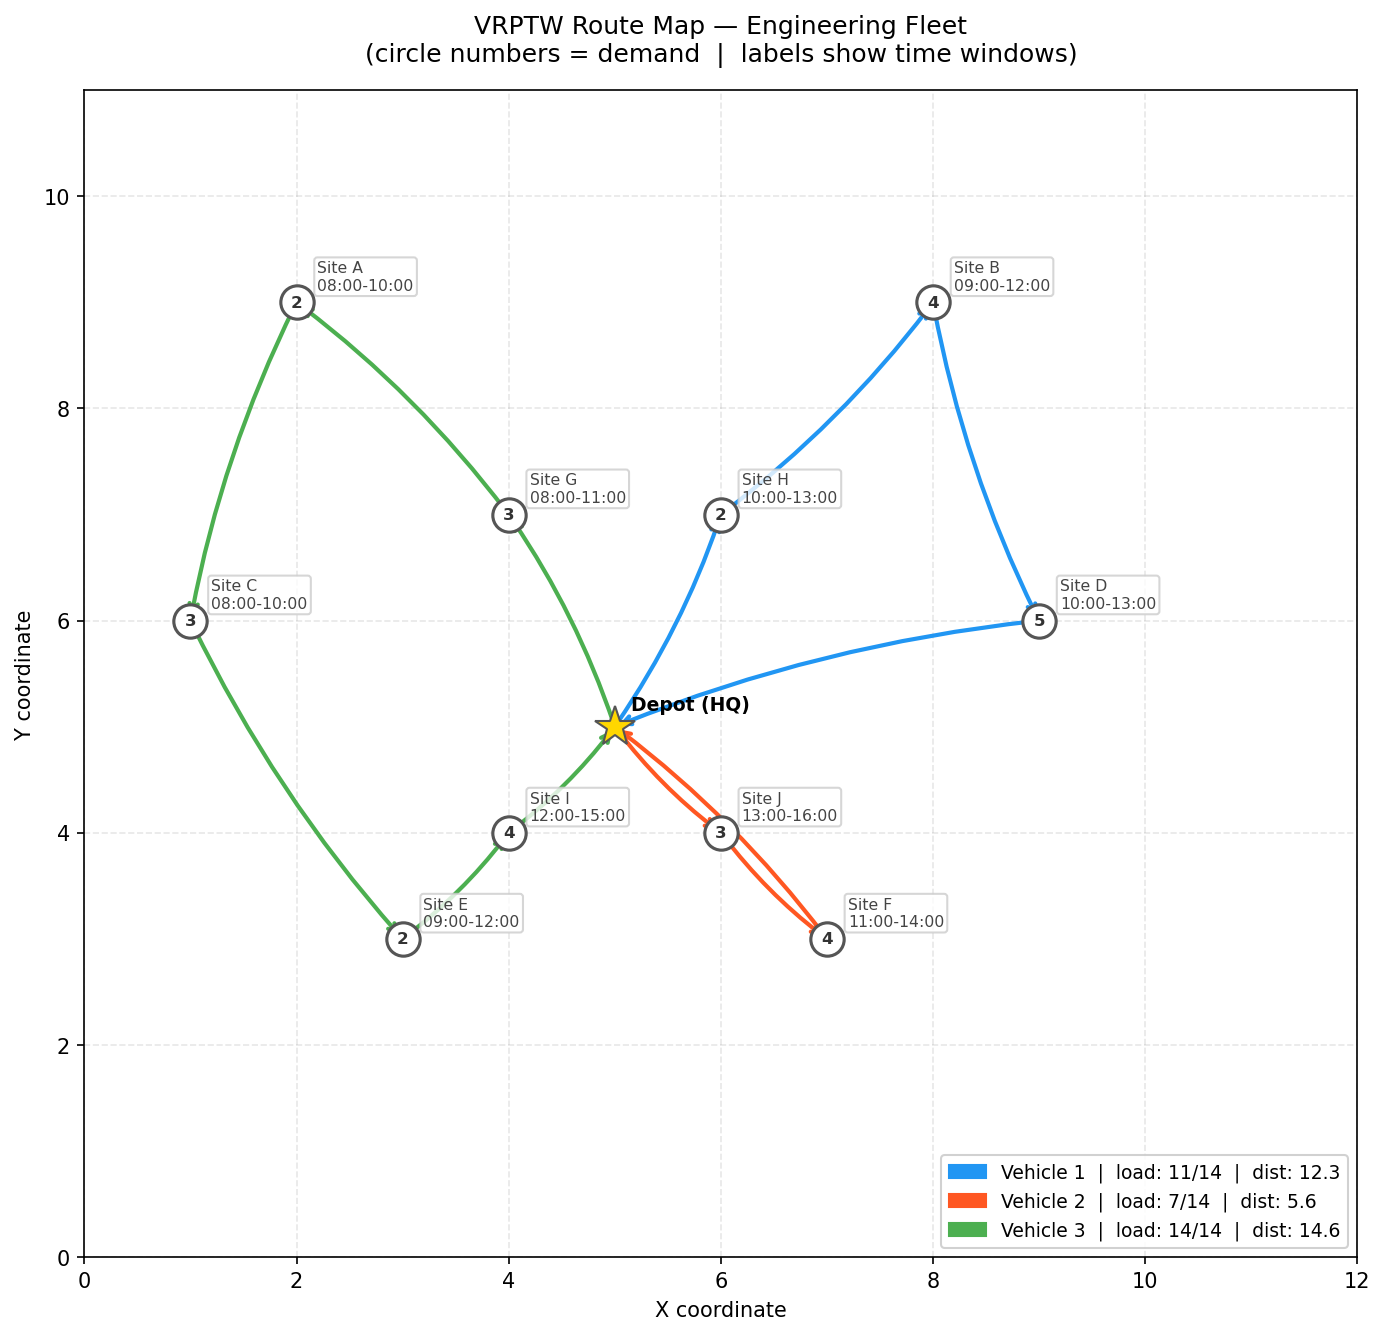 VRPTW Route Map — Engineering Fleet
(circle numbers = demand  |  labels show time windows)
Y coordinate
10
8
6
4
2
0
Site A
08:00-10:00
2
Site B
09:00-12:00
4
Site G
08:00-11:00
3
Site H
10:00-13:00
2
Site C
08:00-10:00
3
Site D
10:00-13:00
5
Depot (HQ)
Site I
12:00-15:00
4
Site J
13:00-16:00
3
Site E
09:00-12:00
2
Site F
11:00-14:00
4
Vehicle 1  |  load: 11/14  |  dist: 12.3
Vehicle 2  |  load: 7/14  |  dist: 5.6
Vehicle 3  |  load: 14/14  |  dist: 14.6
0 2 4 6 8 10 12
X coordinate